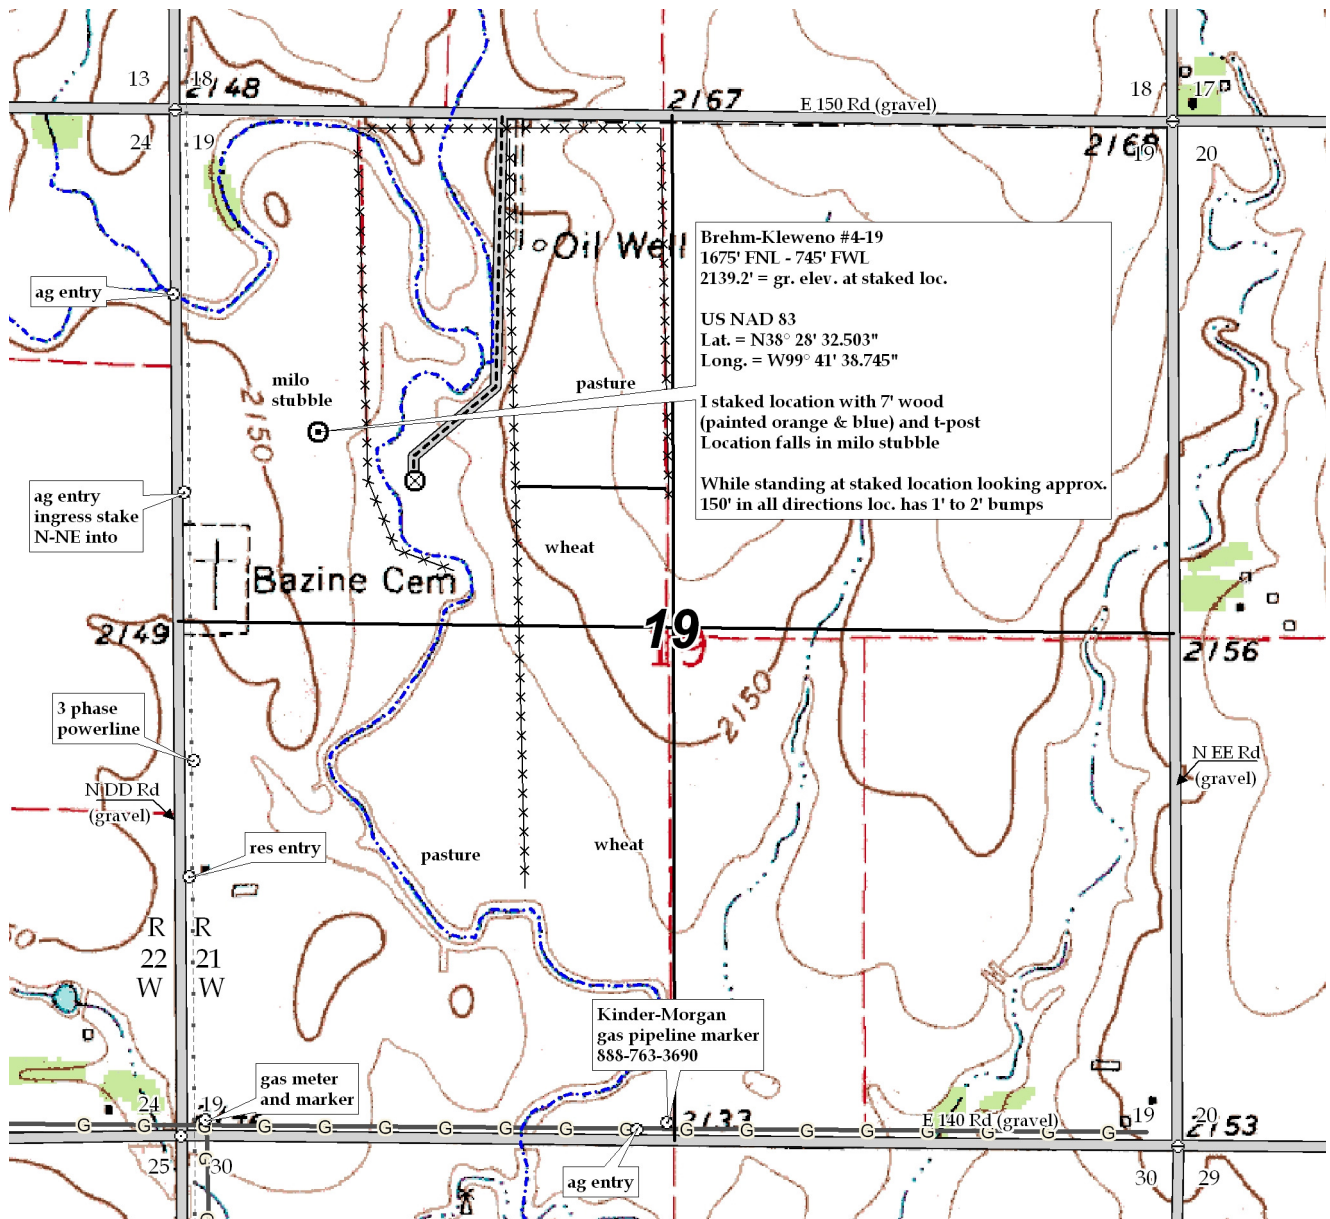 13
18
2148
2167
E 150 Rd (gravel)
18
17
24
19
2168
19
20
Oil Well
Brehm-Kleweno #4-19
1675' FNL - 745' FWL
2139.2' = gr. elev. at staked loc.
US NAD 83
Lat. = N38° 28' 32.503"
Long. = W99° 41' 38.745"
I staked location with 7' wood
(painted orange & blue) and t-post
Location falls in milo stubble
While standing at staked location looking approx.
150' in all directions loc. has 1' to 2' bumps
ag entry
milo
stubble
pasture
2150
ag entry
ingress stake
N-NE into
wheat
Bazine Cem
2149
19
19
2156
2150
3 phase
powerline
N DD Rd
(gravel)
N EE Rd
(gravel)
res entry
pasture
wheat
R
22
W
R
21
W
50
Kinder-Morgan
gas pipeline marker
888-763-3690
gas meter
and marker
24
19
2133
E 140 Rd (gravel)
19
20
2153
G G G G G G G G G G G G G G G G G G
ag entry
25
30
G
G
30
29